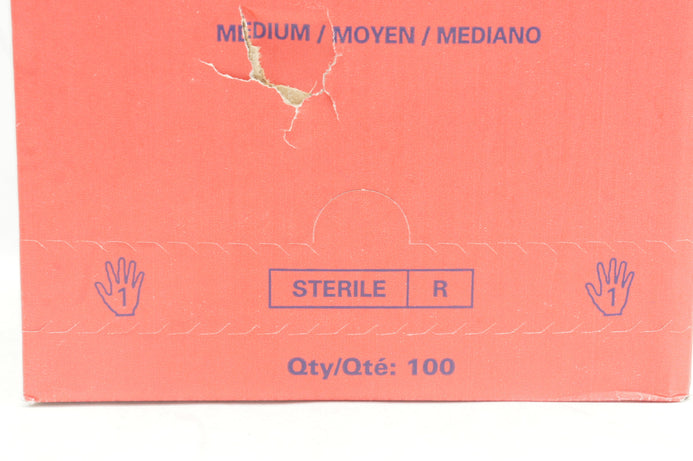 MEDIUM / MOYEN / MEDIANO
1 STERILE R 1
Qty/Qté: 100